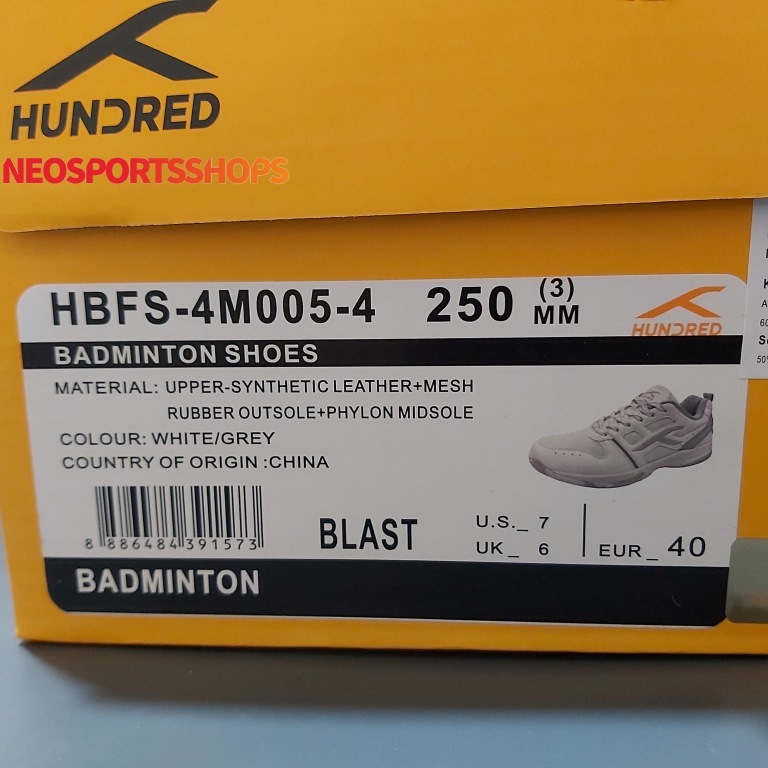 HUNDRED
NEOSPORTSSHOPS
HBFS-4M005-4 250 (3) MM
HUNDRED
BADMINTON SHOES
MATERIAL: UPPER-SYNTHETIC LEATHER+MESH
RUBBER OUTSOLE+PHYLON MIDSOLE
COLOUR: WHITE/GREY
COUNTRY OF ORIGIN :CHINA
8 886484 391573
BLAST
U.S._ 7
UK_ 6
EUR_ 40
BADMINTON